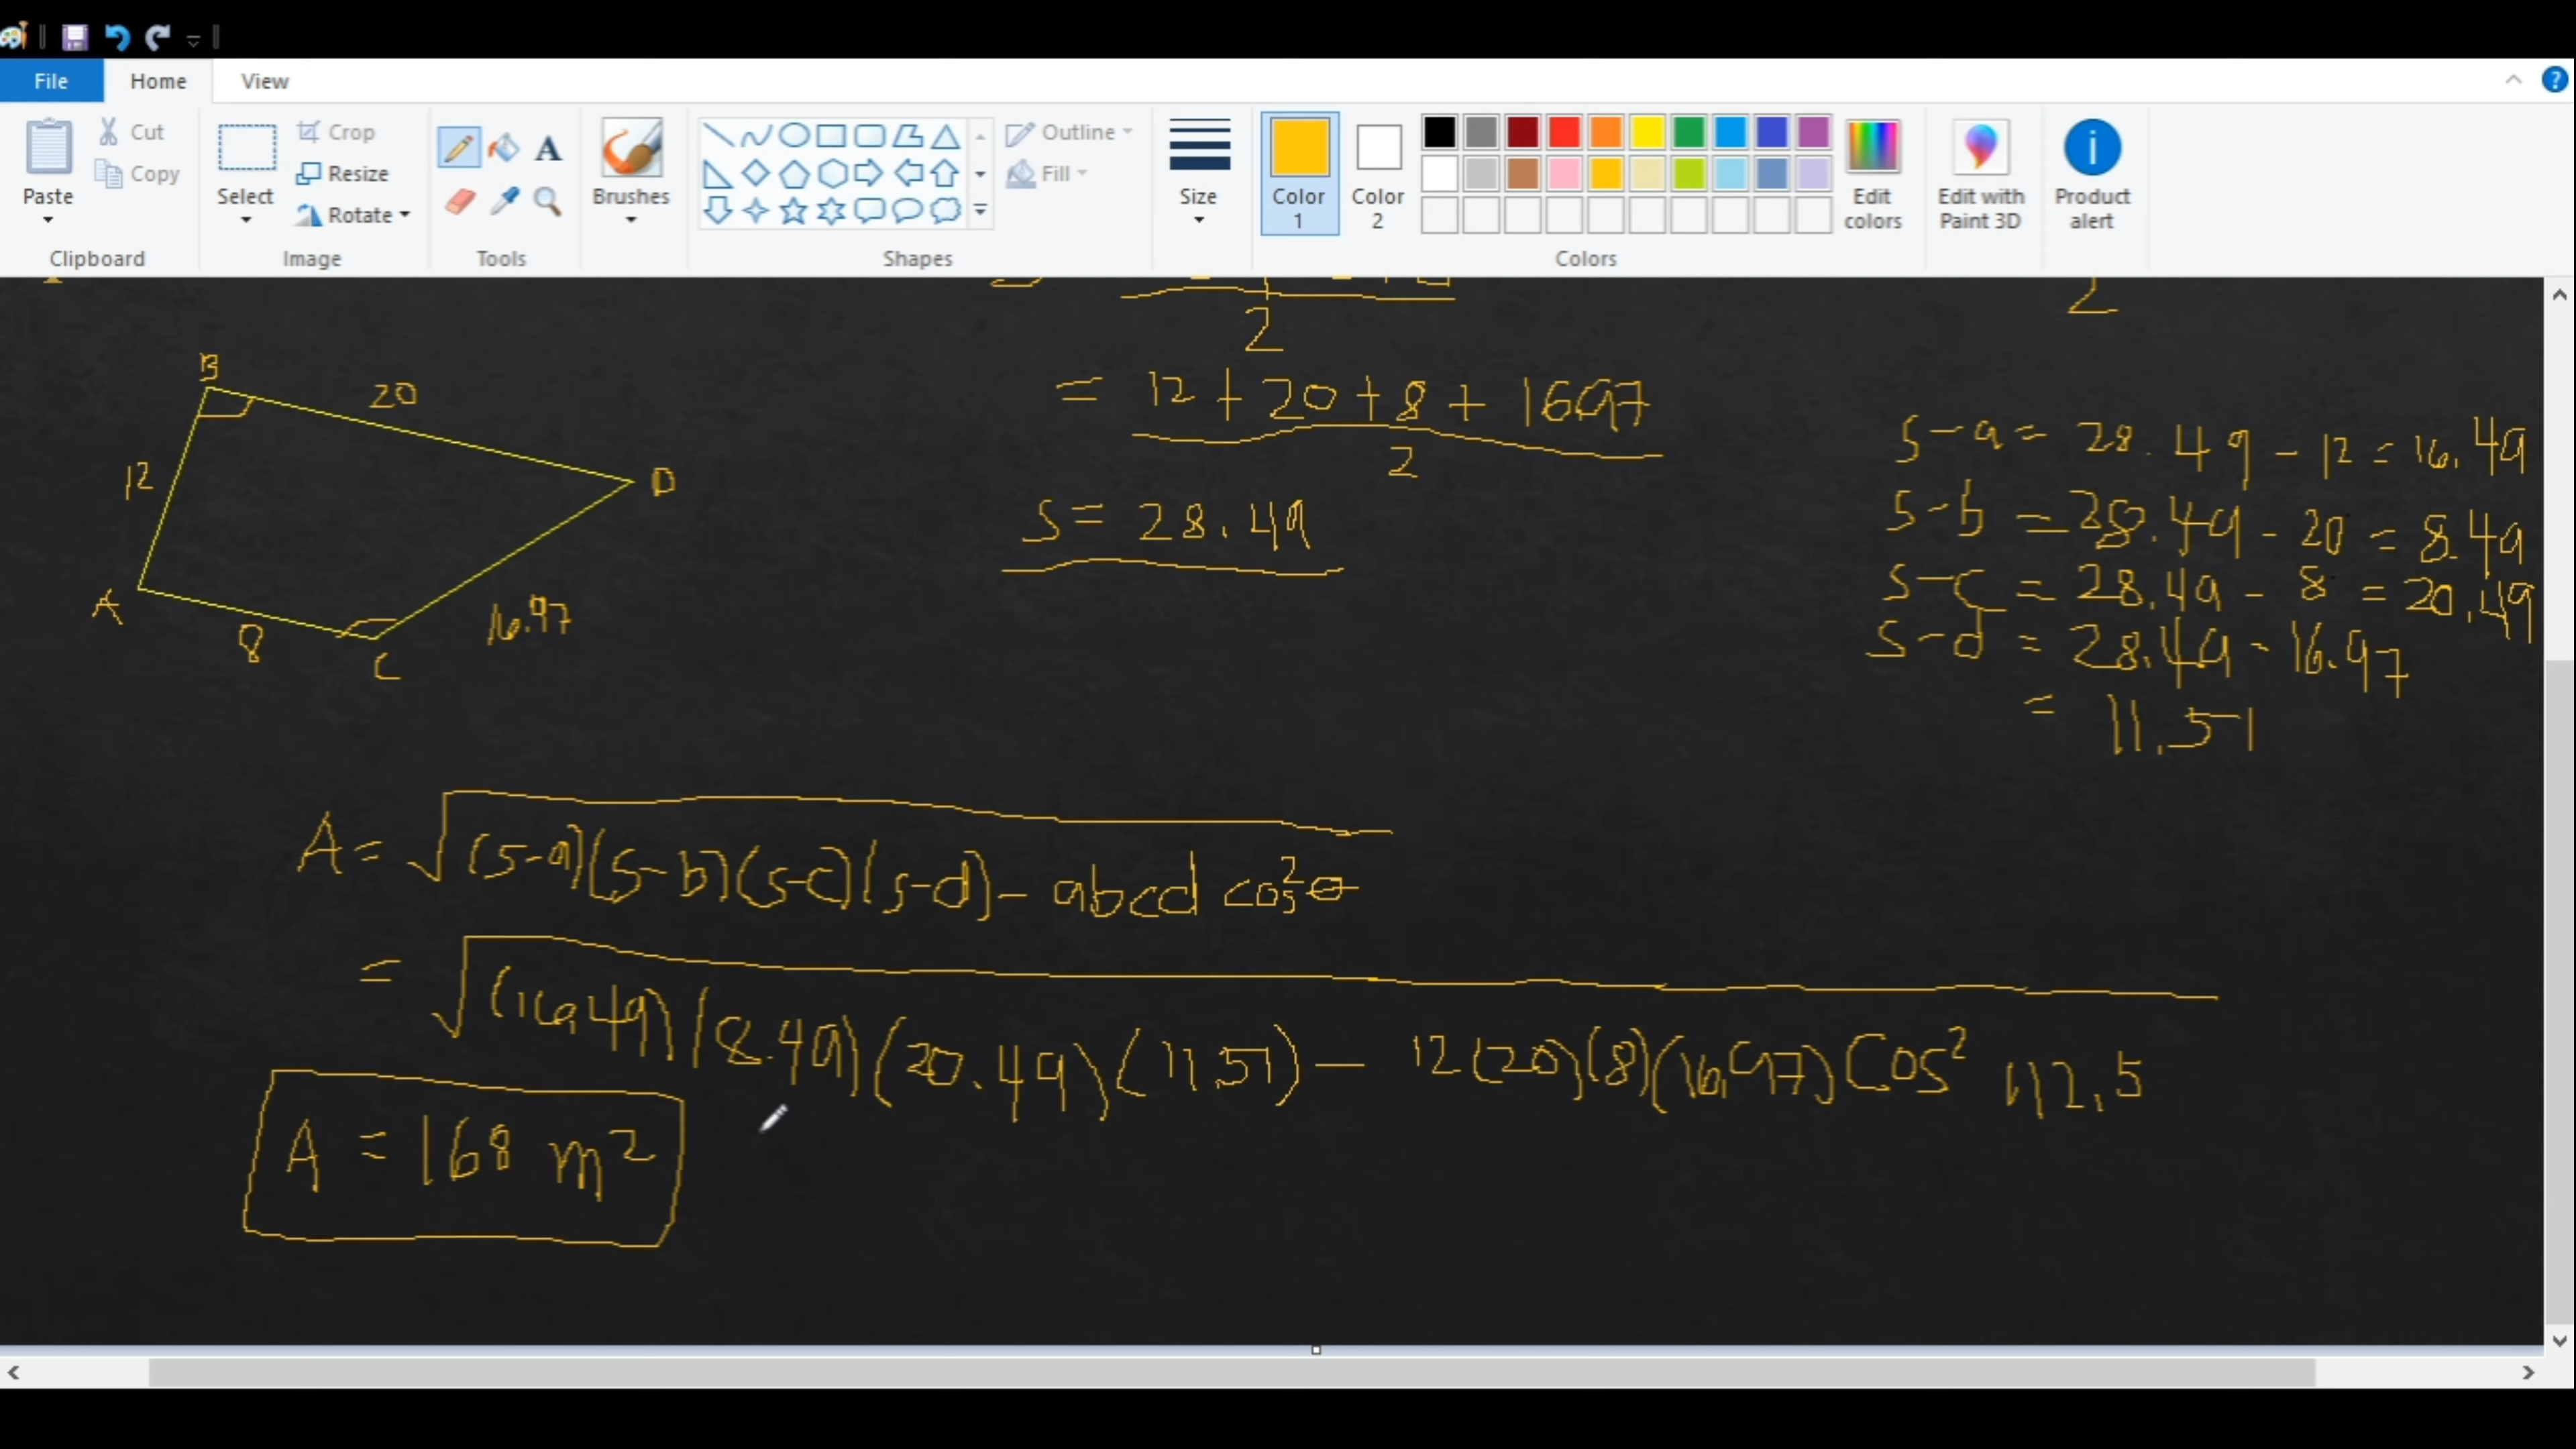 File Home View
Paste
Cut
Copy
Clipboard
Select
Crop
Resize
Rotate
Image
A
Tools
Brushes
Outline
Fill
Shapes
Size
Color 1
Color 2
Edit colors
Colors
Edit with Paint 3D
Product alert
B
20
12
D
A
8
C
16.97
2
= 12 + 20 + 8 + 16.97
2
S = 28.49
2
s - a = 28.49 - 12 = 16.49
s - b = 28.49 - 20 = 8.49
s - c = 28.49 - 8 = 20.49
s - d = 28.49 - 16.97
= 11.51
A = √(s-a)(s-b)(s-c)(s-d) - abcd cos²θ
= √(16.49)(8.49)(20.49)(11.51) - 12(20)(8)(16.97) Cos² 112.5
A = 168 m²